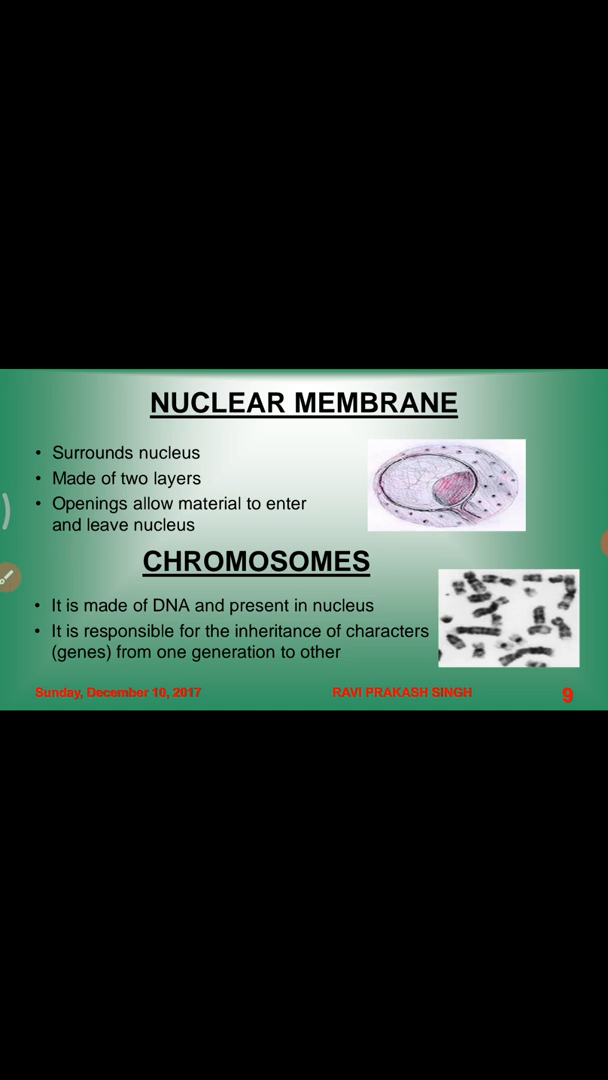 NUCLEAR MEMBRANE
• Surrounds nucleus
• Made of two layers
• Openings allow material to enter
and leave nucleus
CHROMOSOMES
• It is made of DNA and present in nucleus
• It is responsible for the inheritance of characters
(genes) from one generation to other
Sunday, December 10, 2017 RAVI PRAKASH SINGH 9